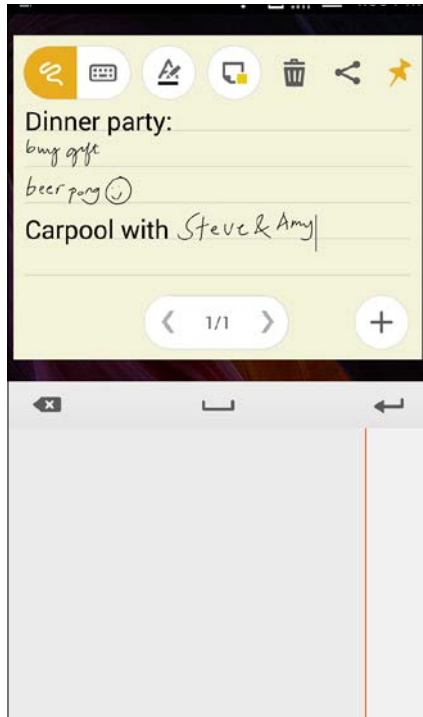 Dinner party:
buy gift
beer pong ☺
Carpool with Steve & Amy
1/1